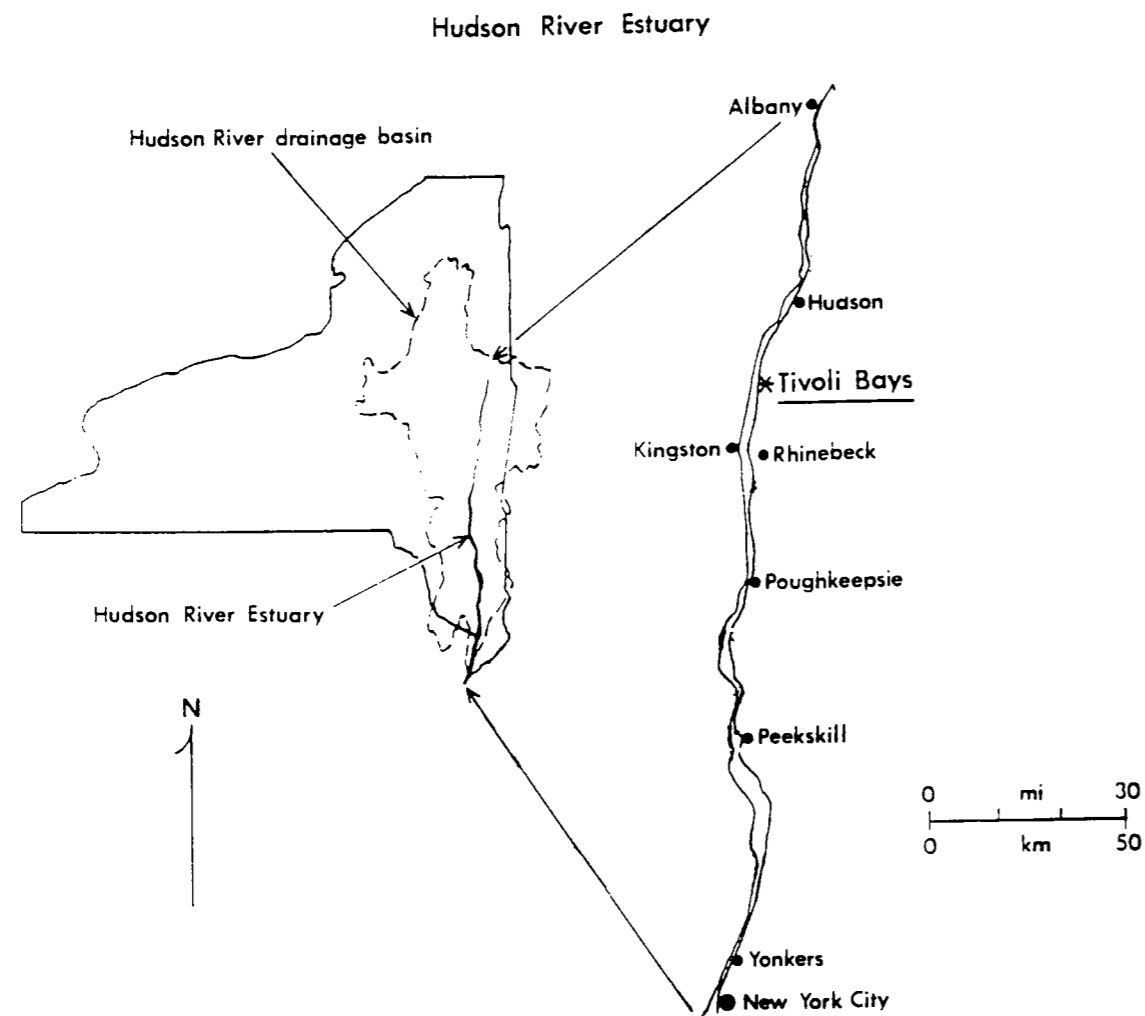 Hudson River Estuary
Albany
Hudson River drainage basin
Hudson
Tivoli Bays
Kingston
Rhinebeck
Poughkeepsie
Hudson River Estuary
N
Peekskill
0 mi 30
0 km 50
Yonkers
New York City